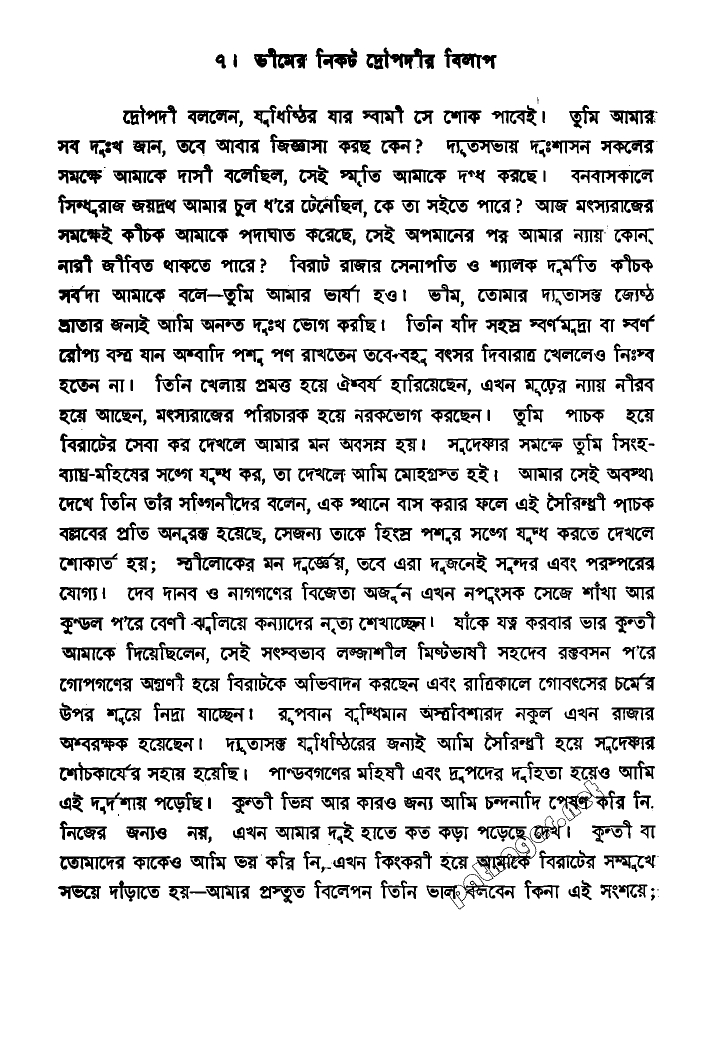 ৭। ভীমের নিকট দ্রৌপদীর বিলাপ
দ্রৌপদী বললেন, যুধিষ্ঠির যার স্বামী সে শোক পাবেই। তুমি আমার
সব দুঃখ জান, তবে আবার জিজ্ঞাসা করছ কেন? দ্যূতসভায় দুঃশাসন সকলের
সমক্ষে আমাকে দাসী বলেছিল, সেই স্মৃতি আমাকে দগ্ধ করছে। বনবাসকালে
সিন্ধুরাজ জয়দ্রথ আমার চুল ধ'রে টেনেছিল, কে তা সইতে পারে? আজ মৎস্যরাজের
সমক্ষেই কীচক আমাকে পদাঘাত করেছে, সেই অপমানের পর আমার ন্যায় কোন্
নারী জীবিত থাকতে পারে? বিরাট রাজার সেনাপতি ও শ্যালক দুর্মতি কীচক
সর্বদা আমাকে বলে—তুমি আমার ভার্যা হও। ভীম, তোমার দ্যূতাসক্ত জ্যেষ্ঠ
ভ্রাতার জন্যই আমি অনন্ত দুঃখ ভোগ করছি। তিনি যদি সহস্র স্বর্ণমুদ্রা বা স্বর্ণ
রৌপ্য বস্ত্র যান অশ্বাদি পশু পণ রাখতেন তবে বহু বৎসর দিবারাত্র খেললেও নিঃস্ব
হতেন না। তিনি খেলায় প্রমত্ত হয়ে ঐশ্বর্য হারিয়েছেন, এখন মূঢ়ের ন্যায় নীরব
হয়ে আছেন, মৎস্যরাজের পরিচারক হয়ে নরকভোগ করছেন। তুমি পাচক হয়ে
বিরাটের সেবা কর দেখলে আমার মন অবসন্ন হয়। সুদেষ্ণার সমক্ষে তুমি সিংহ-
ব্যাঘ্র-মহিষের সঙ্গে যুদ্ধ কর, তা দেখলে আমি মোহগ্রস্ত হই। আমার সেই অবস্থা
দেখে তিনি তাঁর সঙ্গিনীদের বলেন, এক স্থানে বাস করার ফলে এই সৈরিন্ধ্রী পাচক
বল্লবের প্রতি অনুরক্ত হয়েছে, সেজন্য তাকে হিংস্র পশুর সঙ্গে যুদ্ধ করতে দেখলে
শোকার্ত হয়; স্ত্রীলোকের মন দুর্জ্ঞেয়, তবে এরা দুজনেই সুন্দর এবং পরস্পরের
যোগ্য। দেব দানব ও নাগগণের বিজেতা অর্জুন এখন নপুংসক সেজে শাঁখা আর
কুণ্ডল প'রে বেণী ঝুলিয়ে কন্যাদের নৃত্য শেখাচ্ছেন। যাঁকে যত্ন করবার ভার কুন্তী
আমাকে দিয়েছিলেন, সেই সৎস্বভাব লজ্জাশীল মিষ্টভাষী সহদেব রক্তবসন প'রে
গোপগণের অগ্রণী হয়ে বিরাটকে অভিবাদন করছেন এবং রাত্রিকালে গোবৎসের চর্মের
উপর শুয়ে নিদ্রা যাচ্ছেন। রূপবান বুদ্ধিমান অস্ত্রবিশারদ নকুল এখন রাজার
অশ্বরক্ষক হয়েছেন। দ্যূতাসক্ত যুধিষ্ঠিরের জন্যই আমি সৈরিন্ধ্রী হয়ে সুদেষ্ণার
শৌচকার্যের সহায় হয়েছি। পাণ্ডবগণের মহিষী এবং দ্রুপদের দুহিতা হয়েও আমি
এই দুর্দশায় পড়েছি। কুন্তী ভিন্ন আর কারও জন্য আমি চন্দনাদি পেষণ করি নি,
নিজের জন্যও নয়, এখন আমার দুই হাতে কত কড়া পড়েছে দেখ। কুন্তী বা
তোমাদের কাকেও আমি ভয় করি নি, এখন কিংকরী হয়ে আমাকে বিরাটের সম্মুখে
সভয়ে দাঁড়াতে হয়—আমার প্রস্তুত বিলেপন তিনি ভাল বলবেন কিনা এই সংশয়ে;
pathagar.net